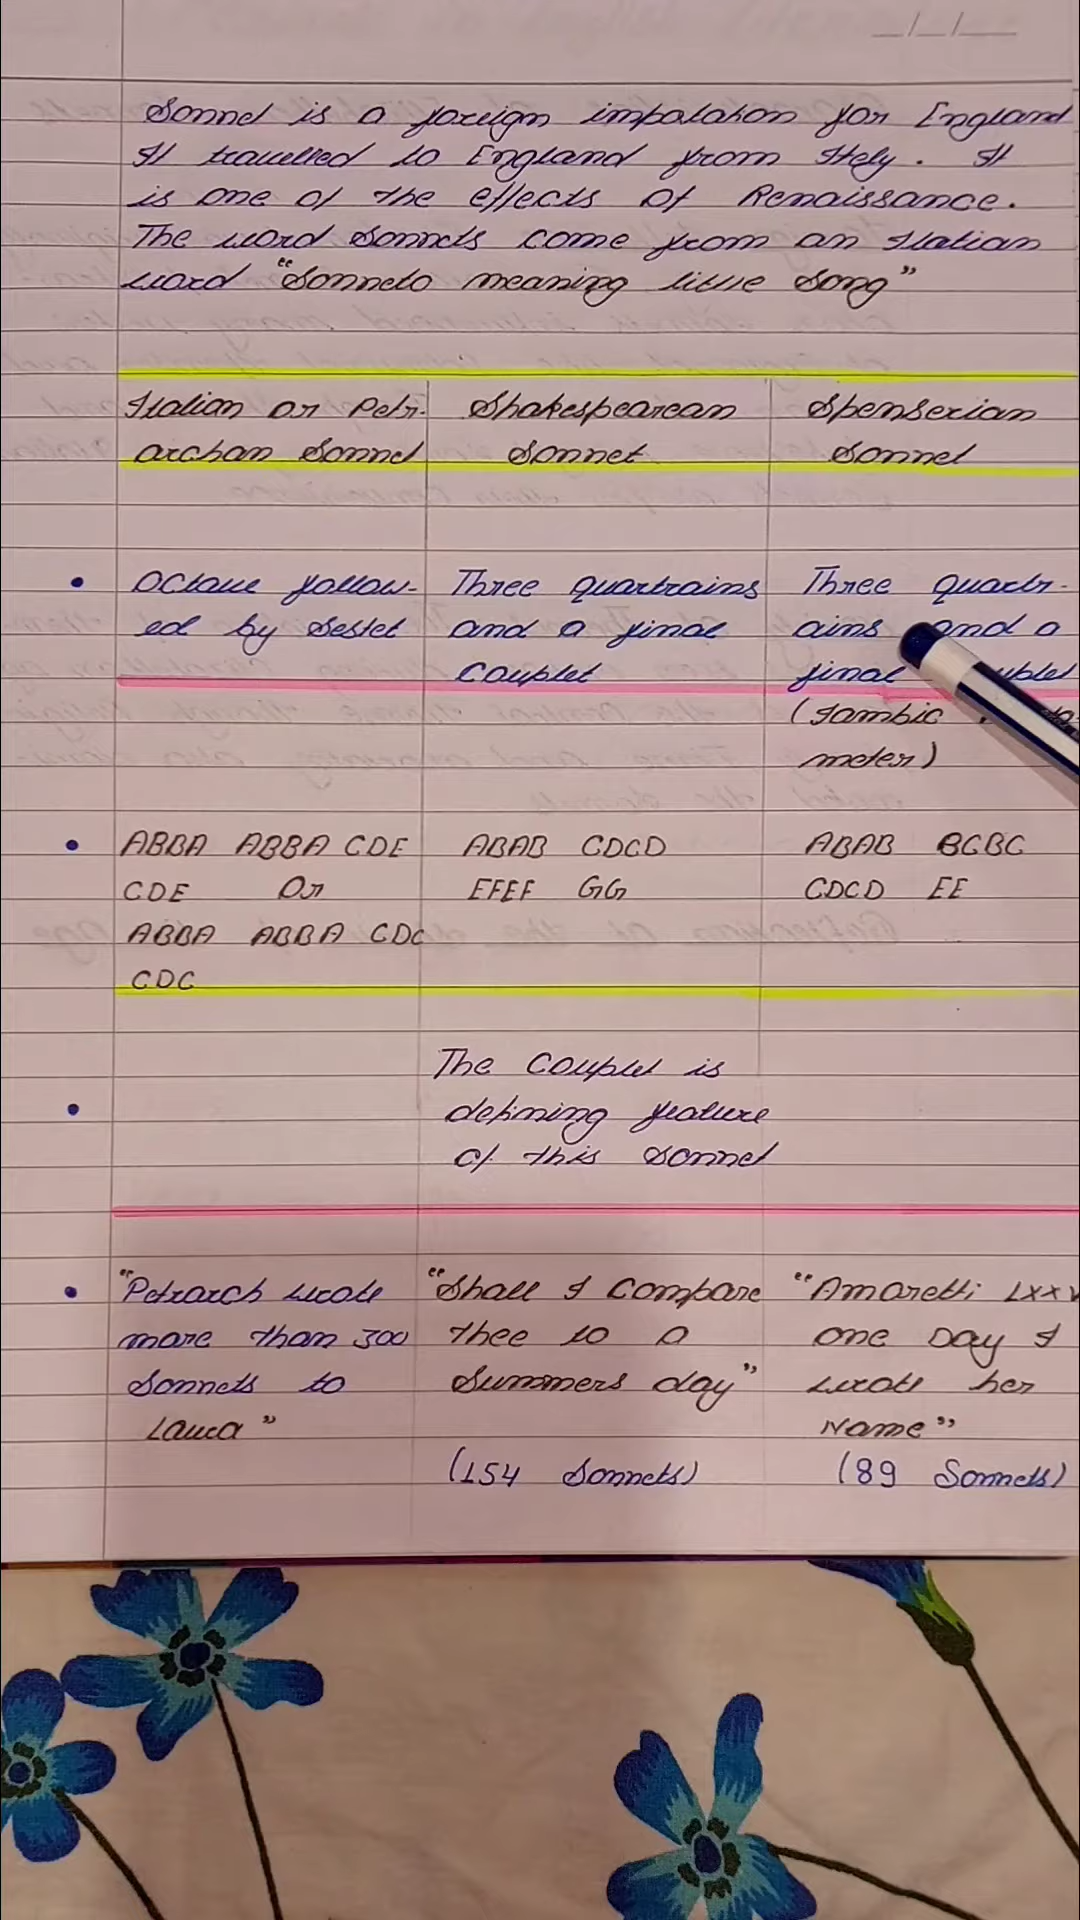 Sonnet is a foreign impotation for England
It travelled to England from Itely. It
is one of the effects of Renaissance.
The word Sonnets come from an Italian
word "Sonneto meaning little Song"
Italian or Petr-
archan Sonnet
Shakespearean
Sonnet
Spenserian
Sonnet
• Octave follow-
ed by Sestet
Three quartrains
and a final
Couplet
Three quartr-
ains and a
final
(Iambic
meter)
• ABBA ABBA CDE
CDE Or
ABBA ABBA CDC
CDC
ABAB CDCD
EFEF GG
ABAB BCBC
CDCD EE
•
The Couplet is
defining feature
of this Sonnet
• "Petrarch wrote
more than 300
Sonnets to
Laura"
"Shall I Compare
thee to a
Summers day"
(154 Sonnets)
"Amoretti
one Day I
wrote her
Name"
(89 Sonnets)